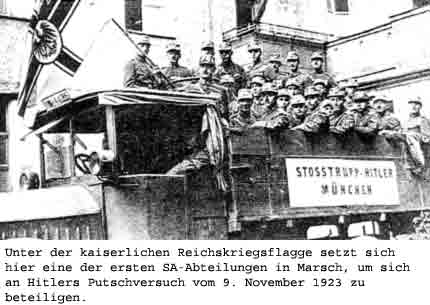 STOSSTRUPP-HITLER
MÜNCHEN
Unter der kaiserlichen Reichskriegsflagge setzt sich
hier eine der ersten SA-Abteilungen in Marsch, um sich
an Hitlers Putschversuch vom 9. November 1923 zu
beteiligen.